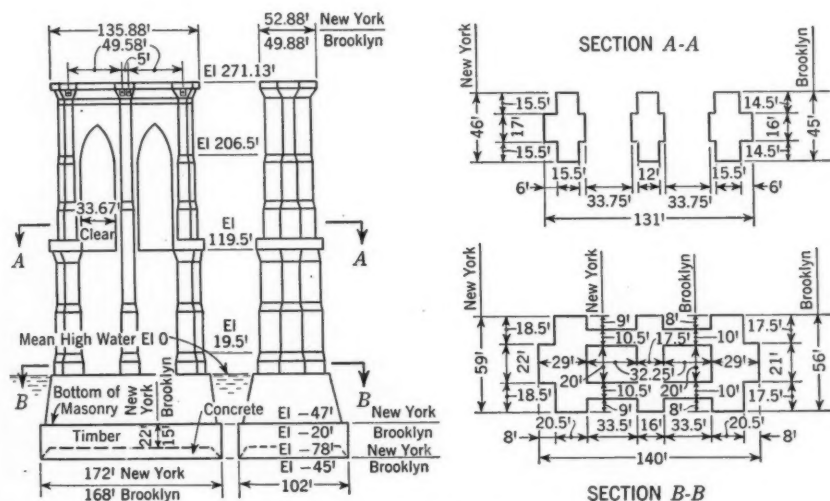 135.88'
49.58'
5'
52.88' New York
49.88' Brooklyn
El 271.13'
El 206.5'
33.67'
Clear
El
119.5'
A
A
El
19.5'
Mean High Water El 0
B
B
Bottom of
Masonry
New
York
Brooklyn
Concrete
Timber
22'
15'
El -47' New York
El -20' Brooklyn
El -78' New York
El -45' Brooklyn
172' New York
168' Brooklyn
102'
SECTION A-A
New York
Brooklyn
46'
15.5'
17'
15.5'
14.5'
16'
14.5'
45'
15.5'
12'
15.5'
6'
33.75'
33.75'
6'
131'
New York
New York
Brooklyn
Brooklyn
59'
18.5'
22'
18.5'
9'
8'
10.5'
17.5'
10'
29'
29'
20'
32.25'
10.5'
20'
10'
9'
8'
17.5'
21'
17.5'
56'
20.5'
33.5'
16'
33.5'
20.5'
8'
8'
140'
SECTION B-B